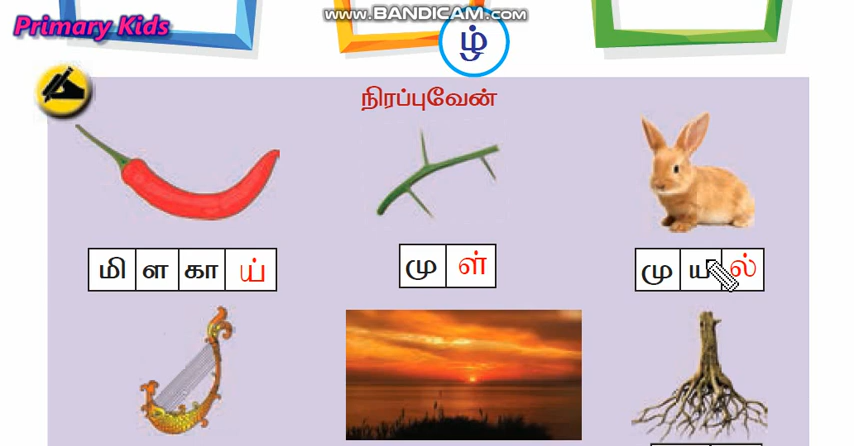 www.BANDICAM.com
Primary Kids
ழ்
நிரப்புவேன்
மி ள கா ய்
மு ள்
மு ய ல்